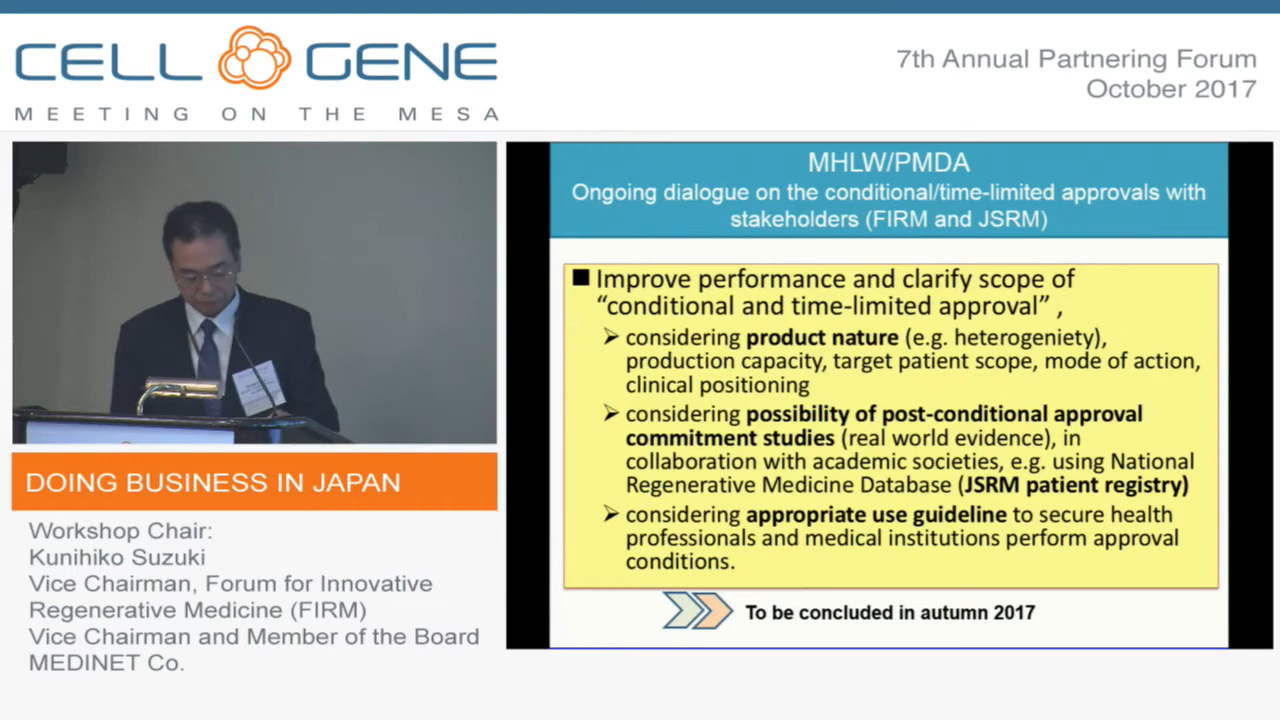 CELL GENE
MEETING ON THE MESA
7th Annual Partnering Forum
October 2017
MHLW/PMDA
Ongoing dialogue on the conditional/time-limited approvals with
stakeholders (FIRM and JSRM)
■ Improve performance and clarify scope of
“conditional and time-limited approval” ,
➢ considering product nature (e.g. heterogeniety),
production capacity, target patient scope, mode of action,
clinical positioning
➢ considering possibility of post-conditional approval
commitment studies (real world evidence), in
collaboration with academic societies, e.g. using National
Regenerative Medicine Database (JSRM patient registry)
➢ considering appropriate use guideline to secure health
professionals and medical institutions perform approval
conditions.
To be concluded in autumn 2017
DOING BUSINESS IN JAPAN
Workshop Chair:
Kunihiko Suzuki
Vice Chairman, Forum for Innovative
Regenerative Medicine (FIRM)
Vice Chairman and Member of the Board
MEDINET Co.